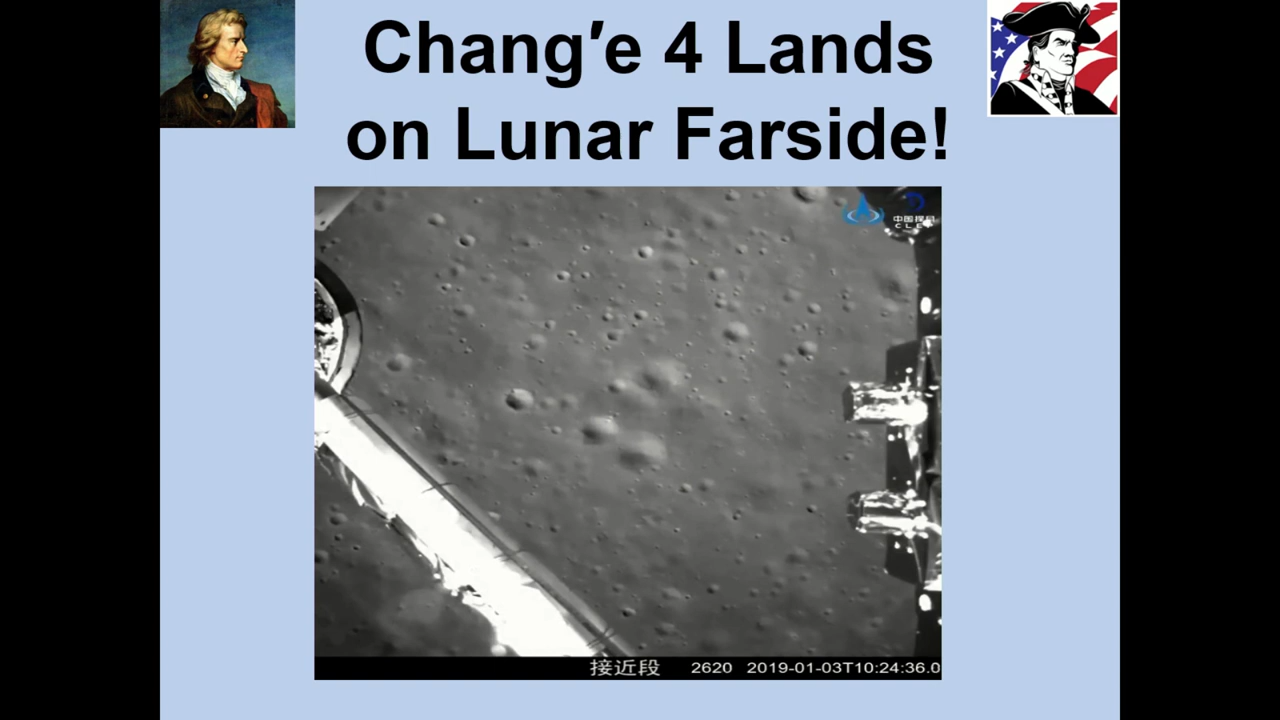 Chang′e 4 Lands
on Lunar Farside!
中国探月
CLEP
接近段 2620 2019-01-03T10:24:36.0